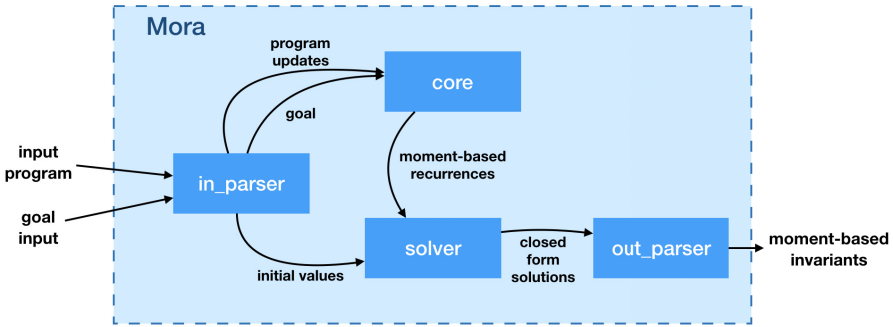 Mora
program
updates
core
goal
input
program
in_parser
moment-based
recurrences
goal
input
initial values
solver
closed
form
solutions
out_parser
moment-based
invariants